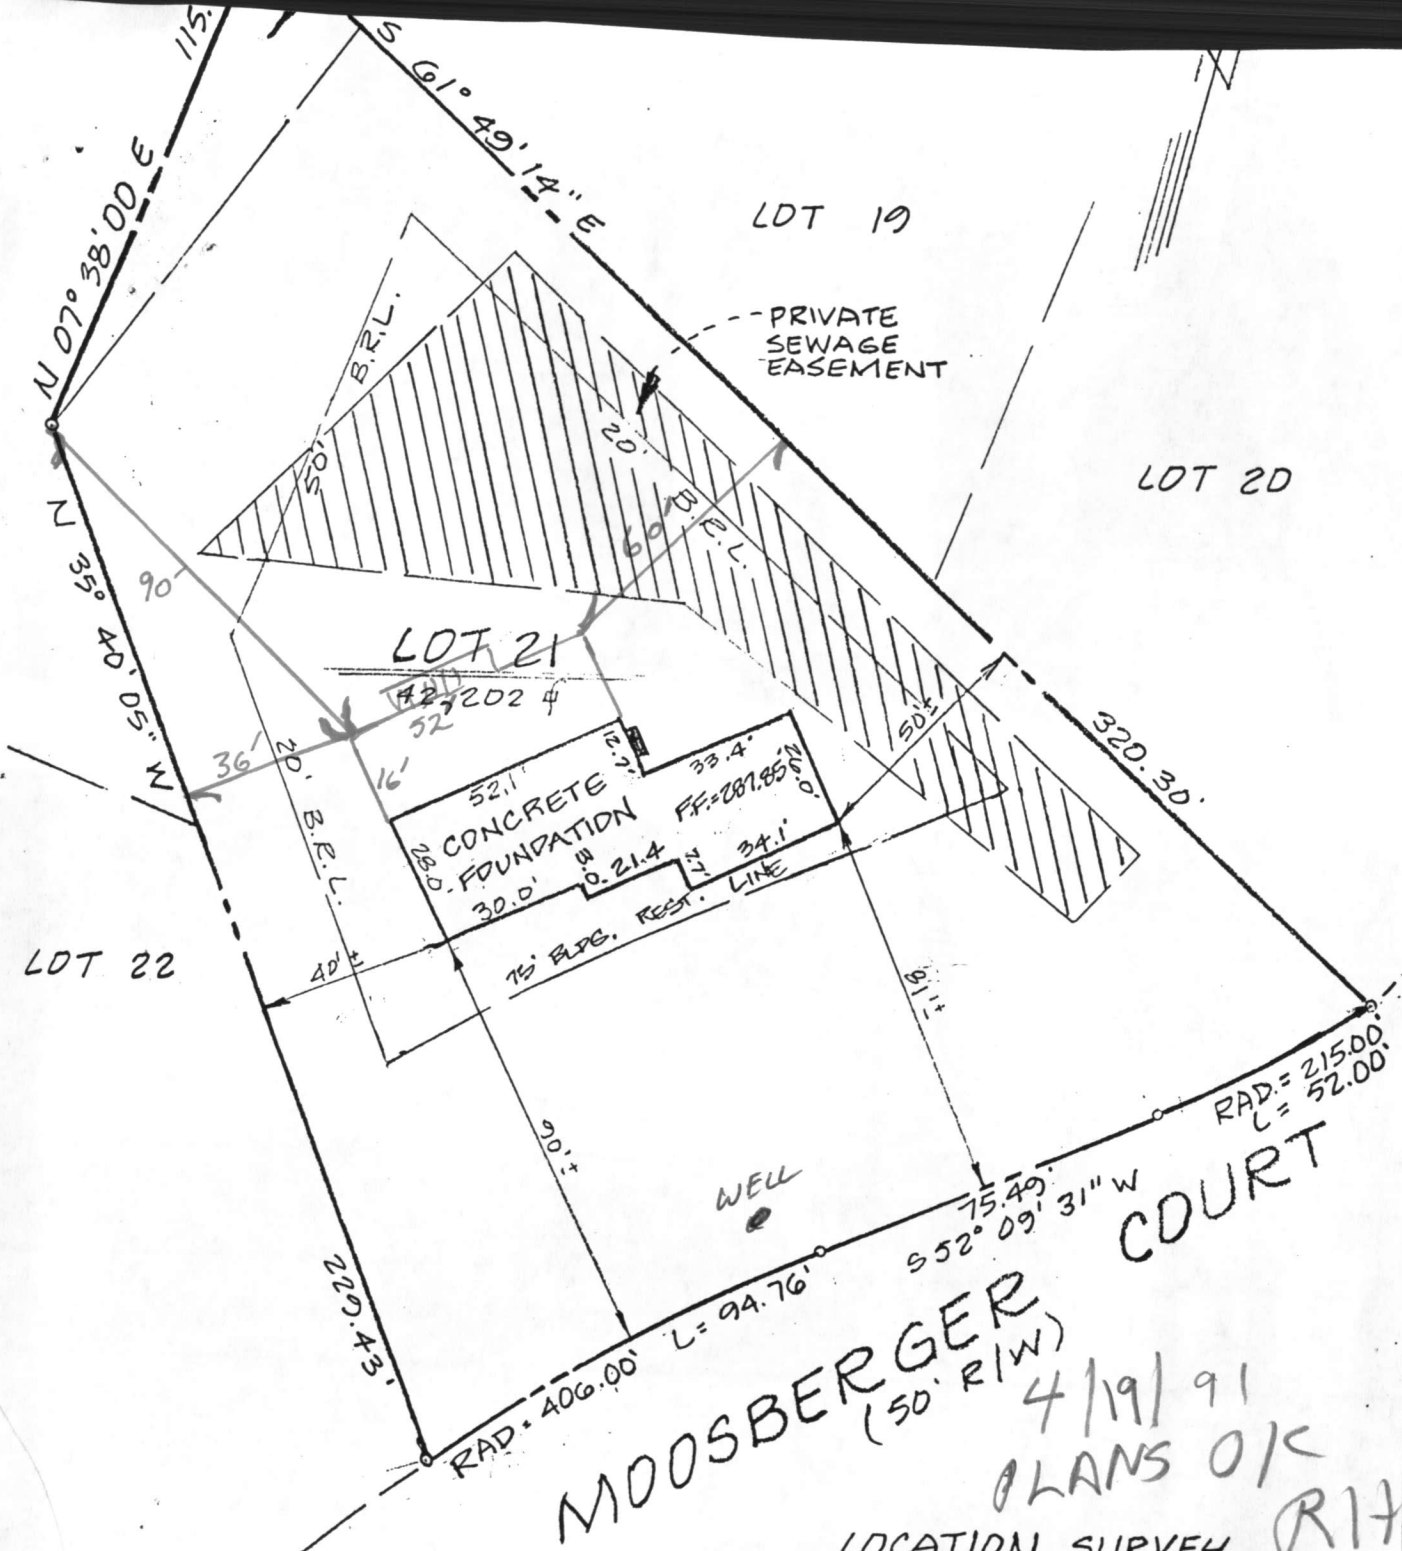 S 61° 49' 14" E
115.
N 07° 38' 00 E
LOT 19
B.R.L.
50'
PRIVATE
SEWAGE
EASEMENT
20'
B.R.L.
60'
LOT 20
N 35° 40' 05" W
90'
LOT 21
42,202
52'
36'
16'
20' B.R.L.
50'±
320.30'
52.1'
12.7'
33.4'
26.0'
CONCRETE
FOUNDATION
F.F.=287.85'
28.0'
30.0'
21.4
34.1'
75' BLDG. REST. LINE
LOT 22
40'±
81'±
90'±
WELL
229.43'
RAD.= 215.00'
L= 52.00'
75.49'
S 52° 09' 31" W
L= 94.76'
RAD= 406.00'
MOOSBERGER COURT
(50' R/W)
4/19/91
PLANS O/K
LOCATION SURVEY